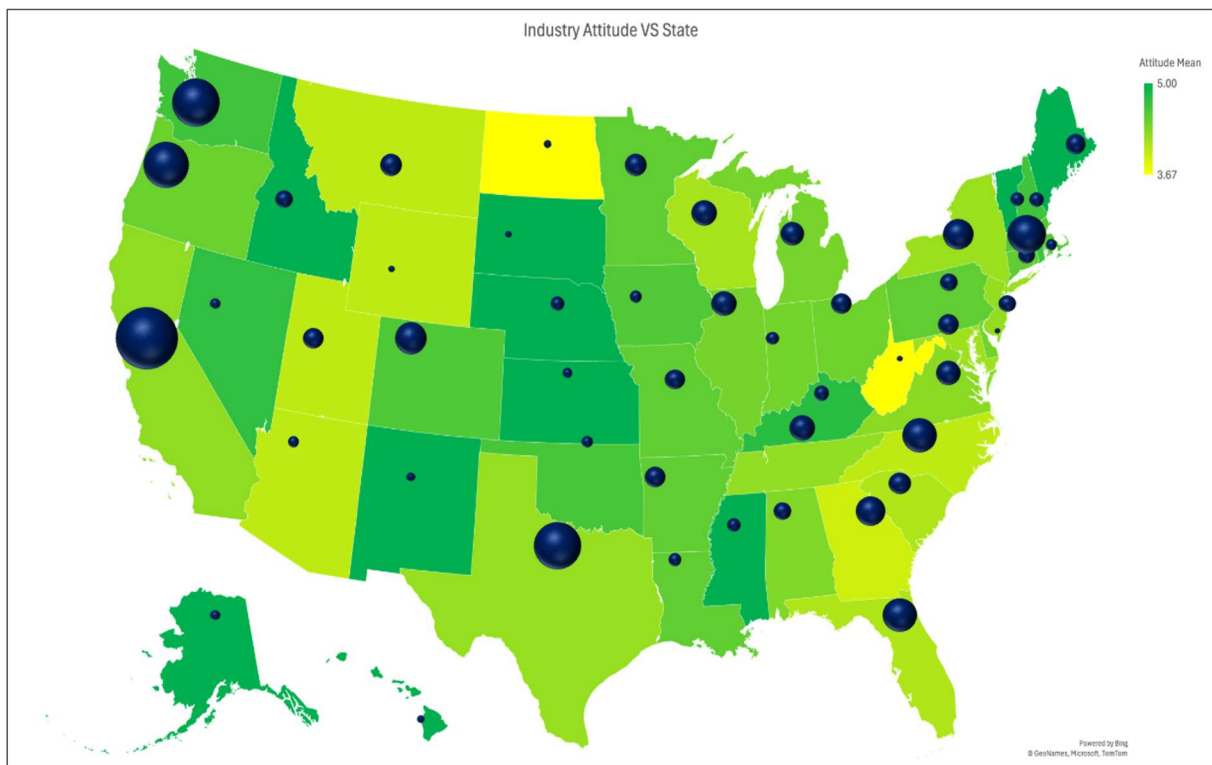 Industry Attitude VS State
Attitude Mean
5.00
3.67
Powered by Bing
© GeoNames, Microsoft, TomTom